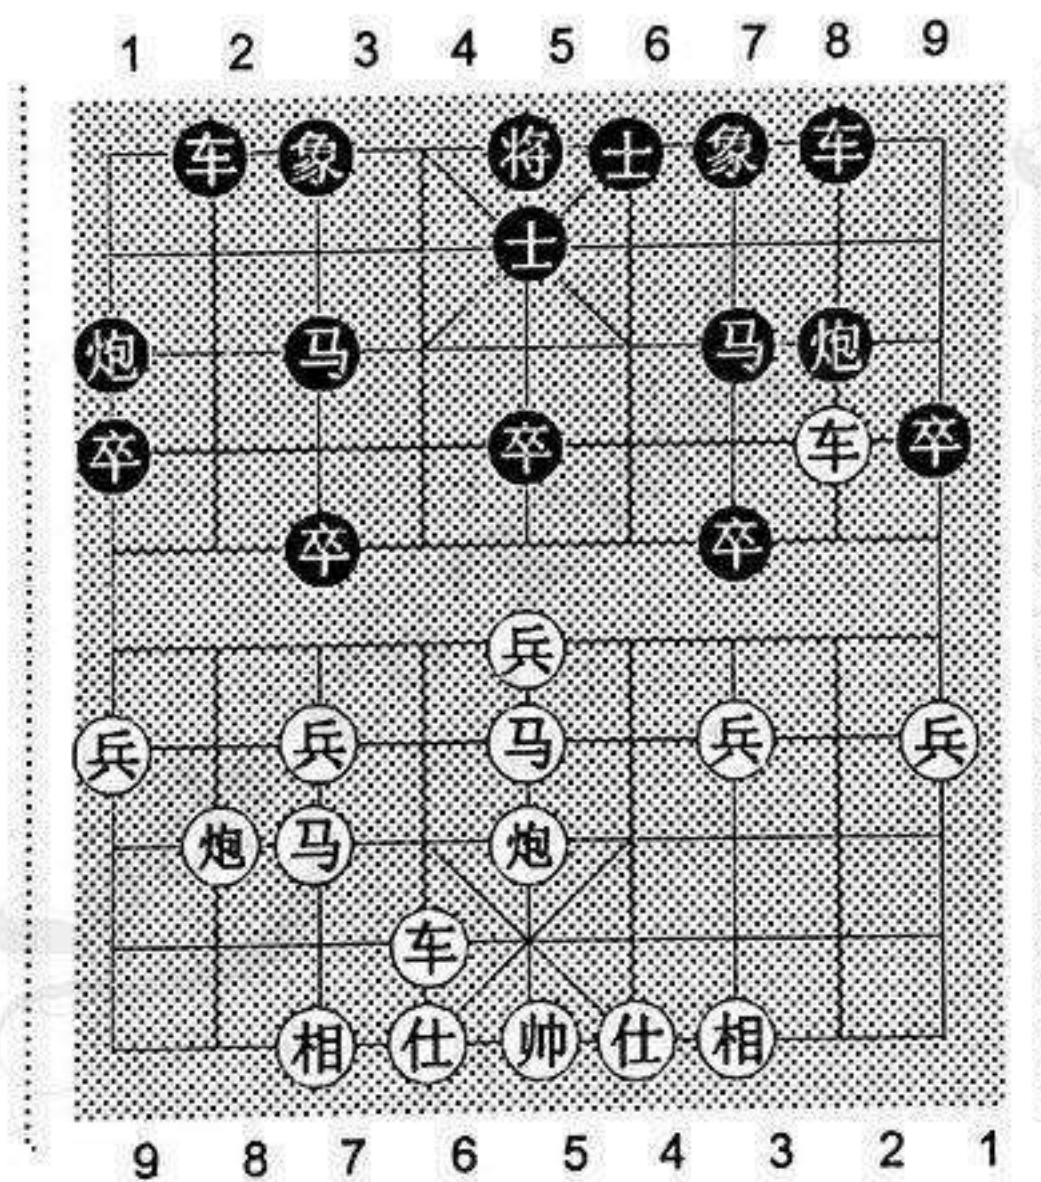 1 2 3 4 5 6 7 8 9
车 象 将 士 象 车
士
炮 马 马 炮
卒 卒 车 卒
卒 卒
兵
兵 兵 马 兵 兵
炮 马 炮
车
相 仕 帅 仕 相
9 8 7 6 5 4 3 2 1